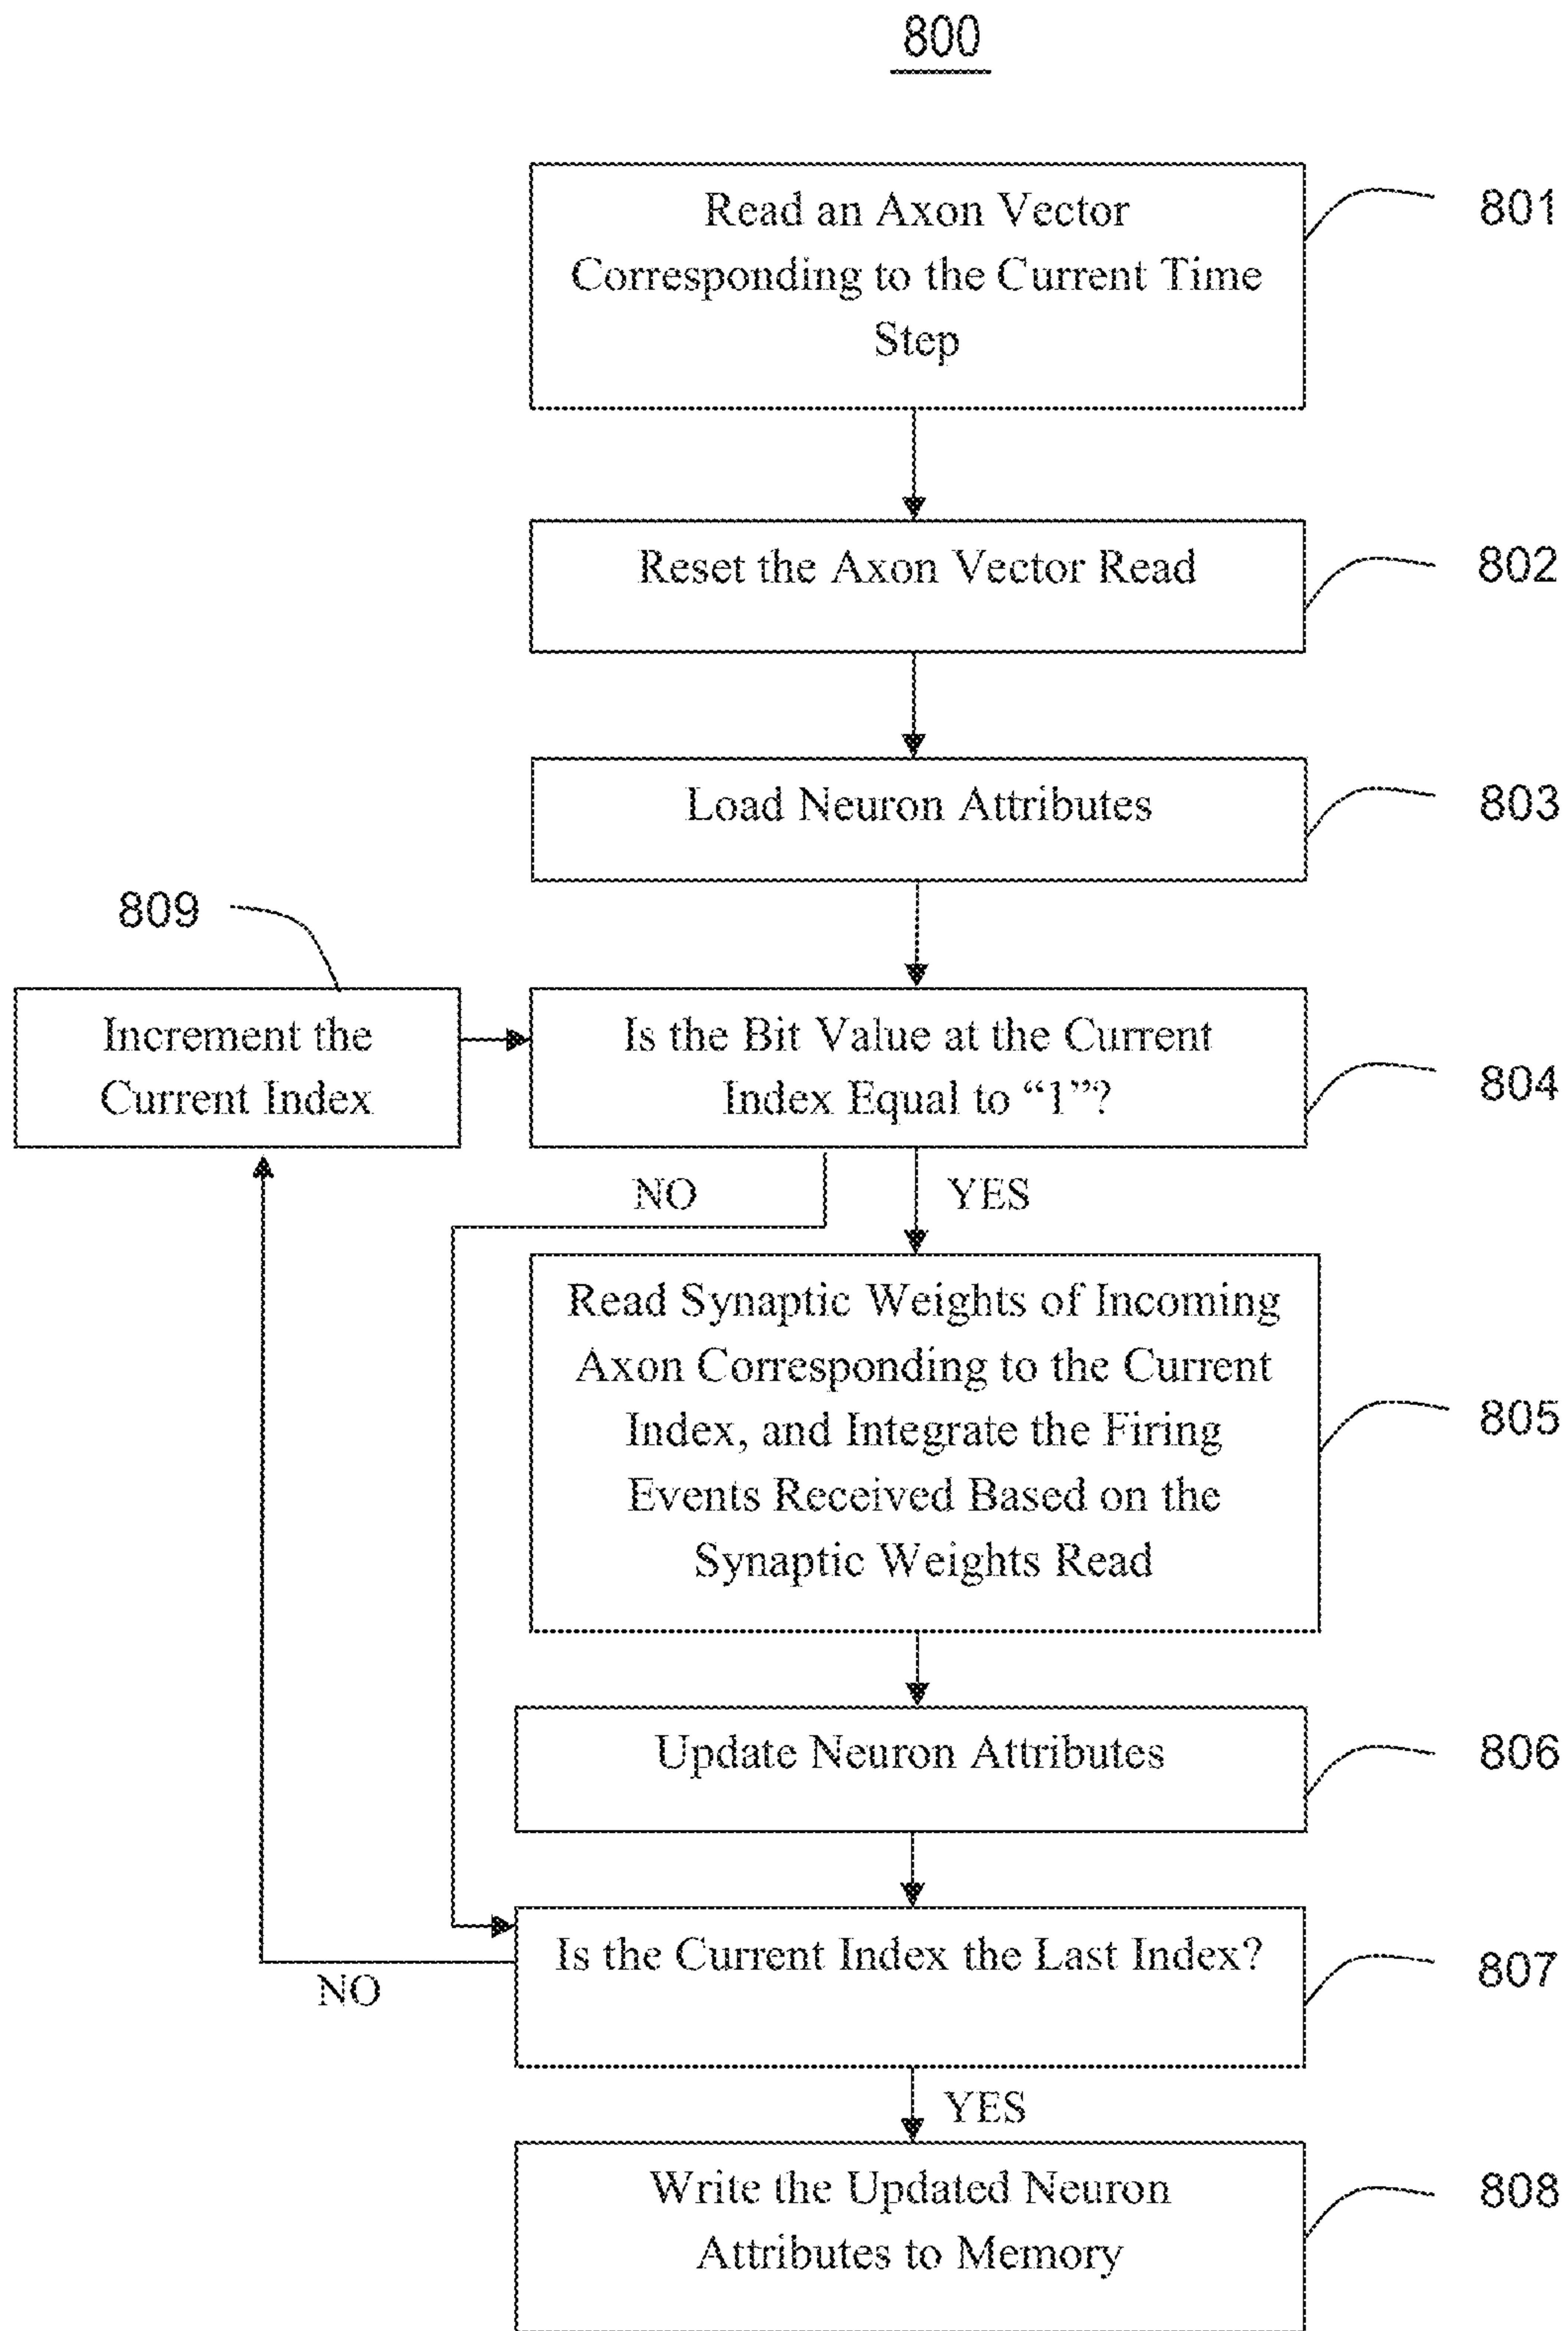 800
Read an Axon Vector
Corresponding to the Current Time
Step
801
Reset the Axon Vector Read
802
Load Neuron Attributes
803
809
Increment the
Current Index
Is the Bit Value at the Current
Index Equal to “1”?
804
NO
YES
Read Synaptic Weights of Incoming
Axon Corresponding to the Current
Index, and Integrate the Firing
Events Received Based on the
Synaptic Weights Read
805
Update Neuron Attributes
806
Is the Current Index the Last Index?
807
NO
YES
Write the Updated Neuron
Attributes to Memory
808